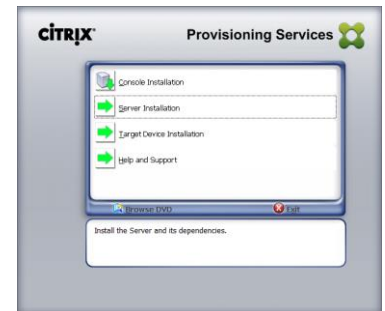 CITRIX
Provisioning Services
Console Installation
Server Installation
Target Device Installation
Help and Support
Browse DVD
Exit
Install the Server and its dependencies.